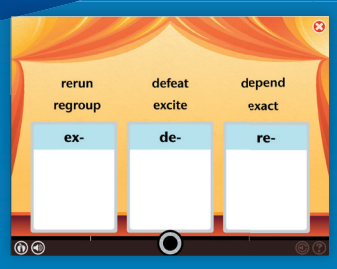 rerun defeat depend
regroup excite exact
ex- de- re-